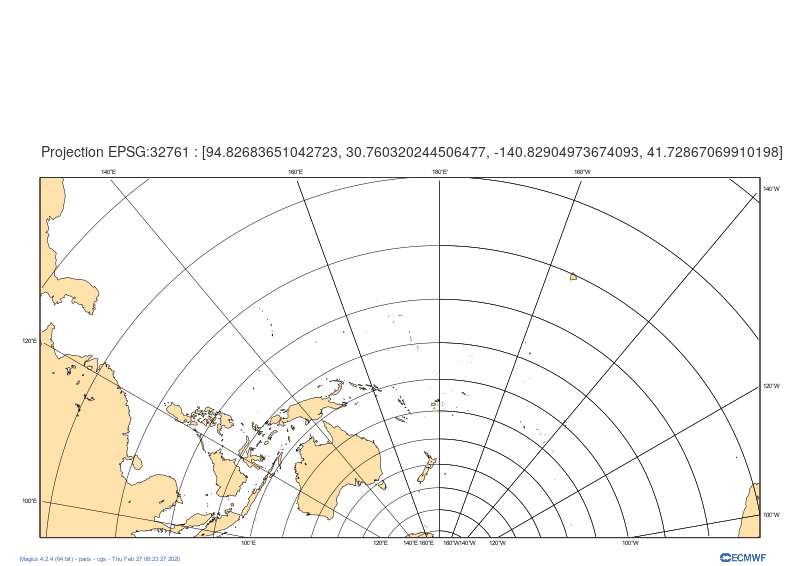 Projection EPSG:32761 : [94.82683651042723, 30.760320244506477, -140.82904973674093, 41.72867069910198]
140°E 160°E 180°E 160°W
140°W
120°E
120°W
100°E
100°W
100°E 120°E 140°E 160°E 160°W 140°W 120°W 100°W
Magics 4.2.4 (64 bit) - paris - cgs - Thu Feb 27 08:23:27 2020
ECMWF